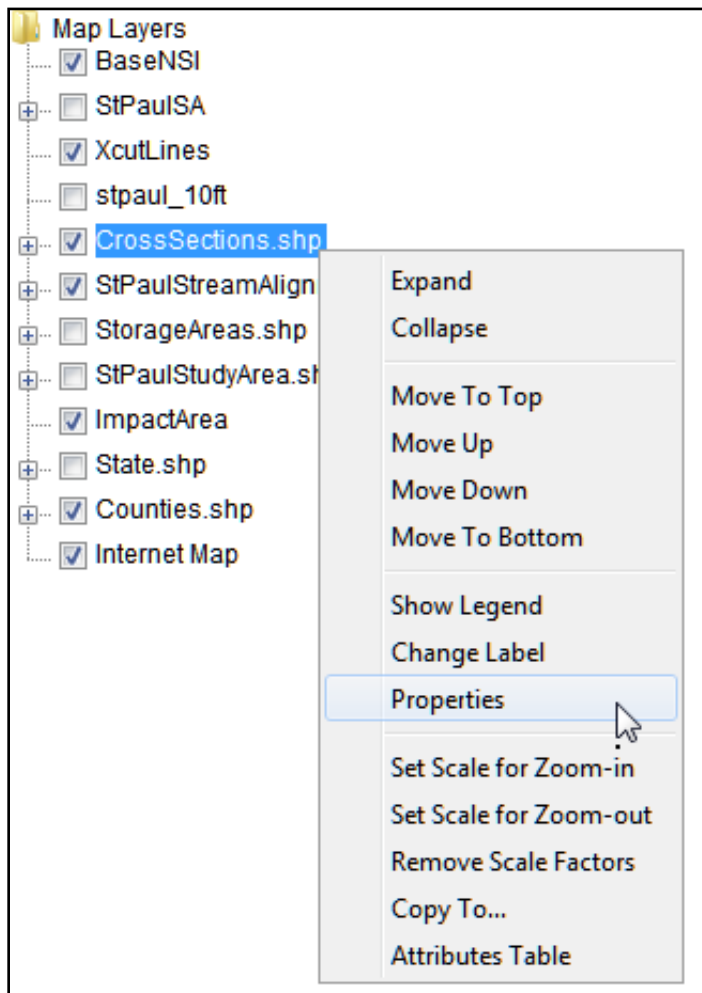 Map Layers
BaseNSI
StPaulSA
XcutLines
stpaul_10ft
CrossSections.shp
StPaulStreamAlign
StorageAreas.shp
StPaulStudyArea.sh
ImpactArea
State.shp
Counties.shp
Internet Map
Expand
Collapse
Move To Top
Move Up
Move Down
Move To Bottom
Show Legend
Change Label
Properties
Set Scale for Zoom-in
Set Scale for Zoom-out
Remove Scale Factors
Copy To...
Attributes Table